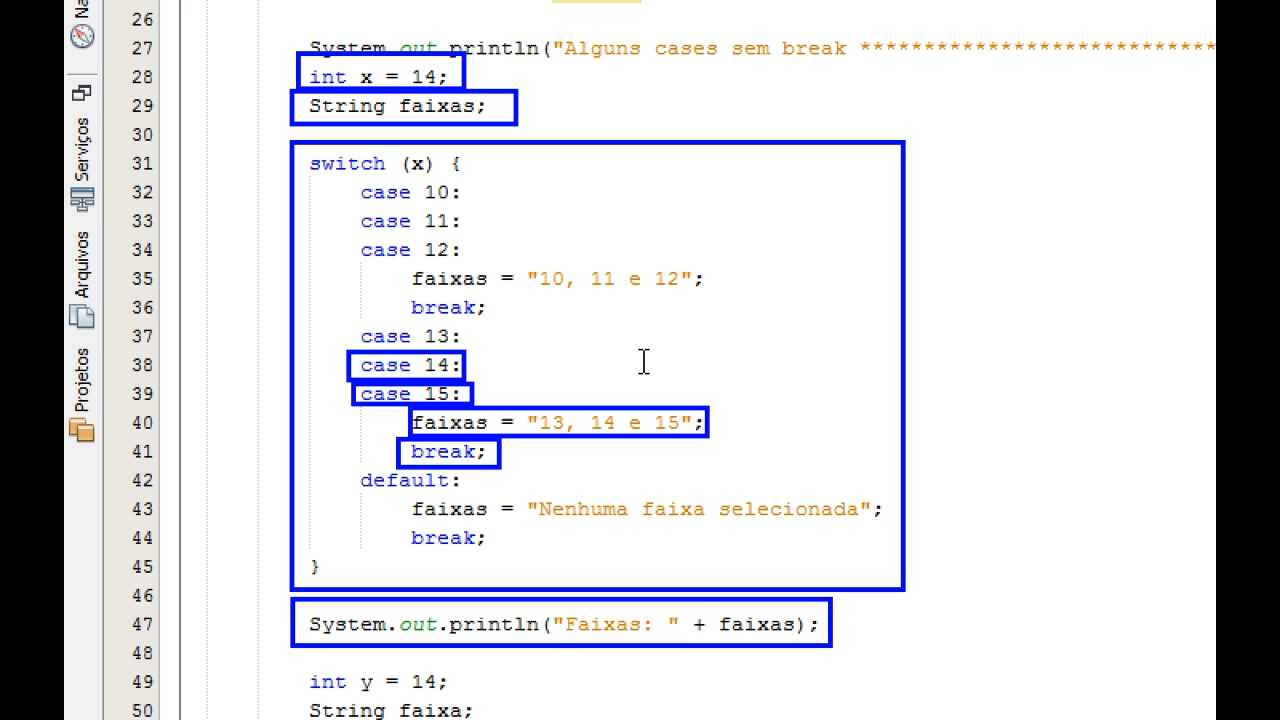 26
27 System.out.println("Alguns cases sem break ****************************
28 int x = 14;
29 String faixas;
30
31 switch (x) {
32 case 10:
33 case 11:
34 case 12:
35 faixas = "10, 11 e 12";
36 break;
37 case 13:
38 case 14:
39 case 15:
40 faixas = "13, 14 e 15";
41 break;
42 default:
43 faixas = "Nenhuma faixa selecionada";
44 break;
45 }
46
47 System.out.println("Faixas: " + faixas);
48
49 int y = 14;
50 String faixa;
Na
Serviços
Arquivos
Projetos